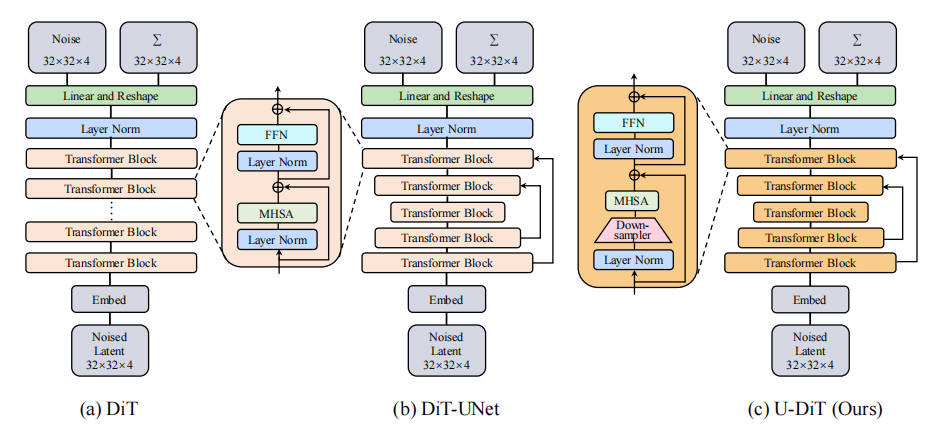 Noise
32×32×4
∑
32×32×4
Linear and Reshape
Layer Norm
Transformer Block
Transformer Block
Transformer Block
Transformer Block
Embed
Noised
Latent
32×32×4
(a) DiT
FFN
Layer Norm
MHSA
Layer Norm
Noise
32×32×4
∑
32×32×4
Linear and Reshape
Layer Norm
Transformer Block
Transformer Block
Transformer Block
Transformer Block
Transformer Block
Embed
Noised
Latent
32×32×4
(b) DiT-UNet
FFN
Layer Norm
MHSA
Down-
sampler
Layer Norm
Noise
32×32×4
∑
32×32×4
Linear and Reshape
Layer Norm
Transformer Block
Transformer Block
Transformer Block
Transformer Block
Transformer Block
Embed
Noised
Latent
32×32×4
(c) U-DiT (Ours)